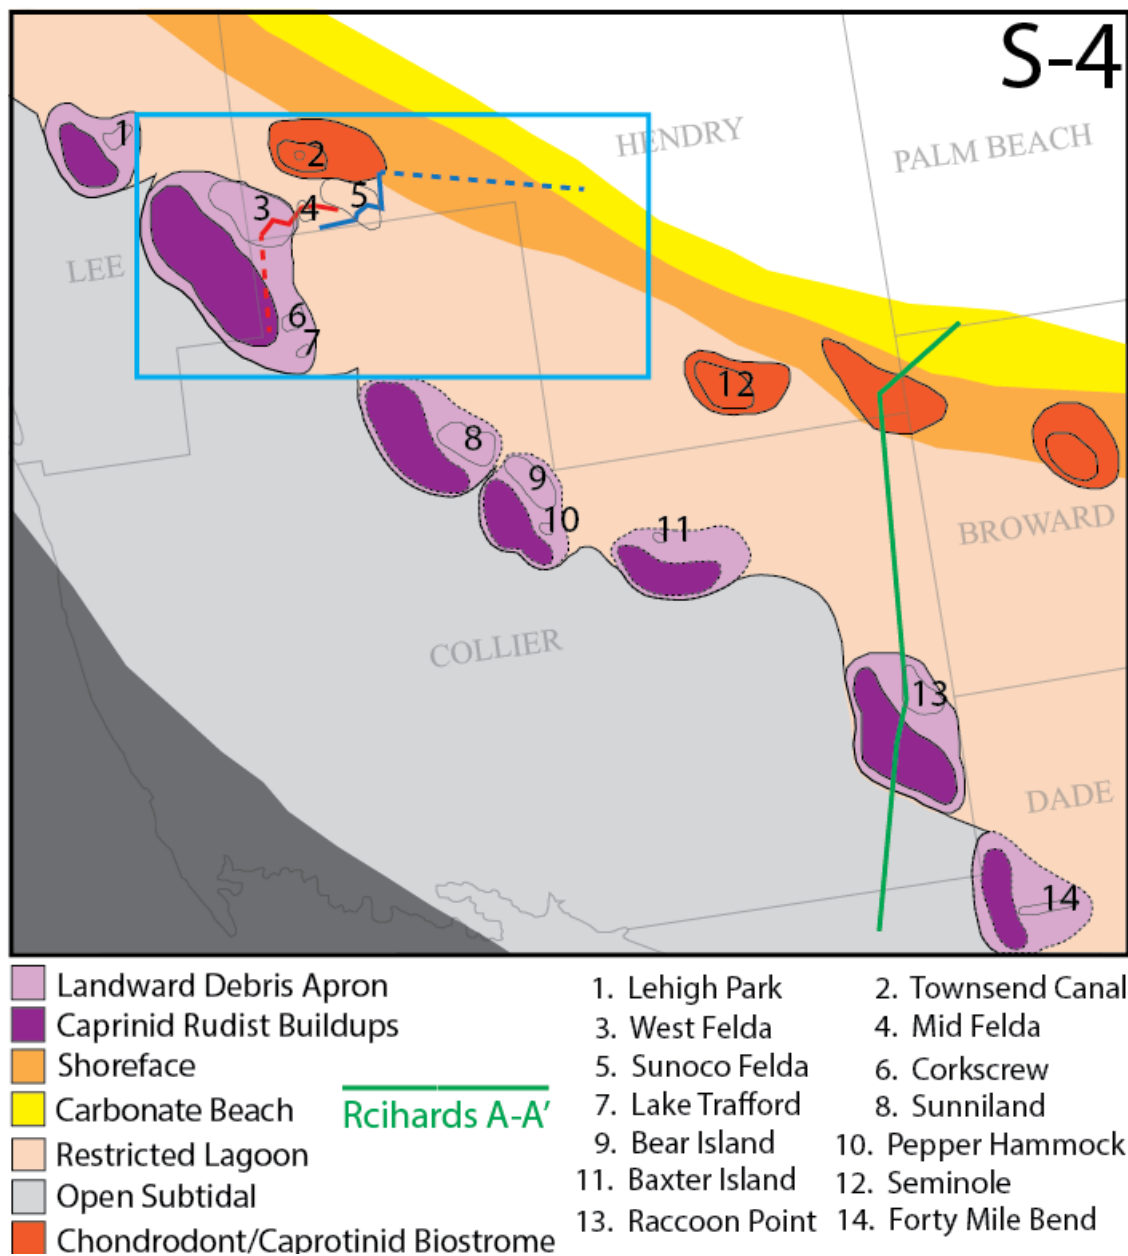 S-4
HENDRY
PALM BEACH
1
2
5
3
4
LEE
6
7
12
8
9
10
11
BROWARD
COLLIER
13
DADE
14
Landward Debris Apron
Caprinid Rudist Buildups
Shoreface
Carbonate Beach
Restricted Lagoon
Open Subtidal
Chondrodont/Caprotinid Biostrome
Rcihards A-A'
1. Lehigh Park
2. Townsend Canal
3. West Felda
4. Mid Felda
5. Sunoco Felda
6. Corkscrew
7. Lake Trafford
8. Sunniland
9. Bear Island
10. Pepper Hammock
11. Baxter Island
12. Seminole
13. Raccoon Point
14. Forty Mile Bend